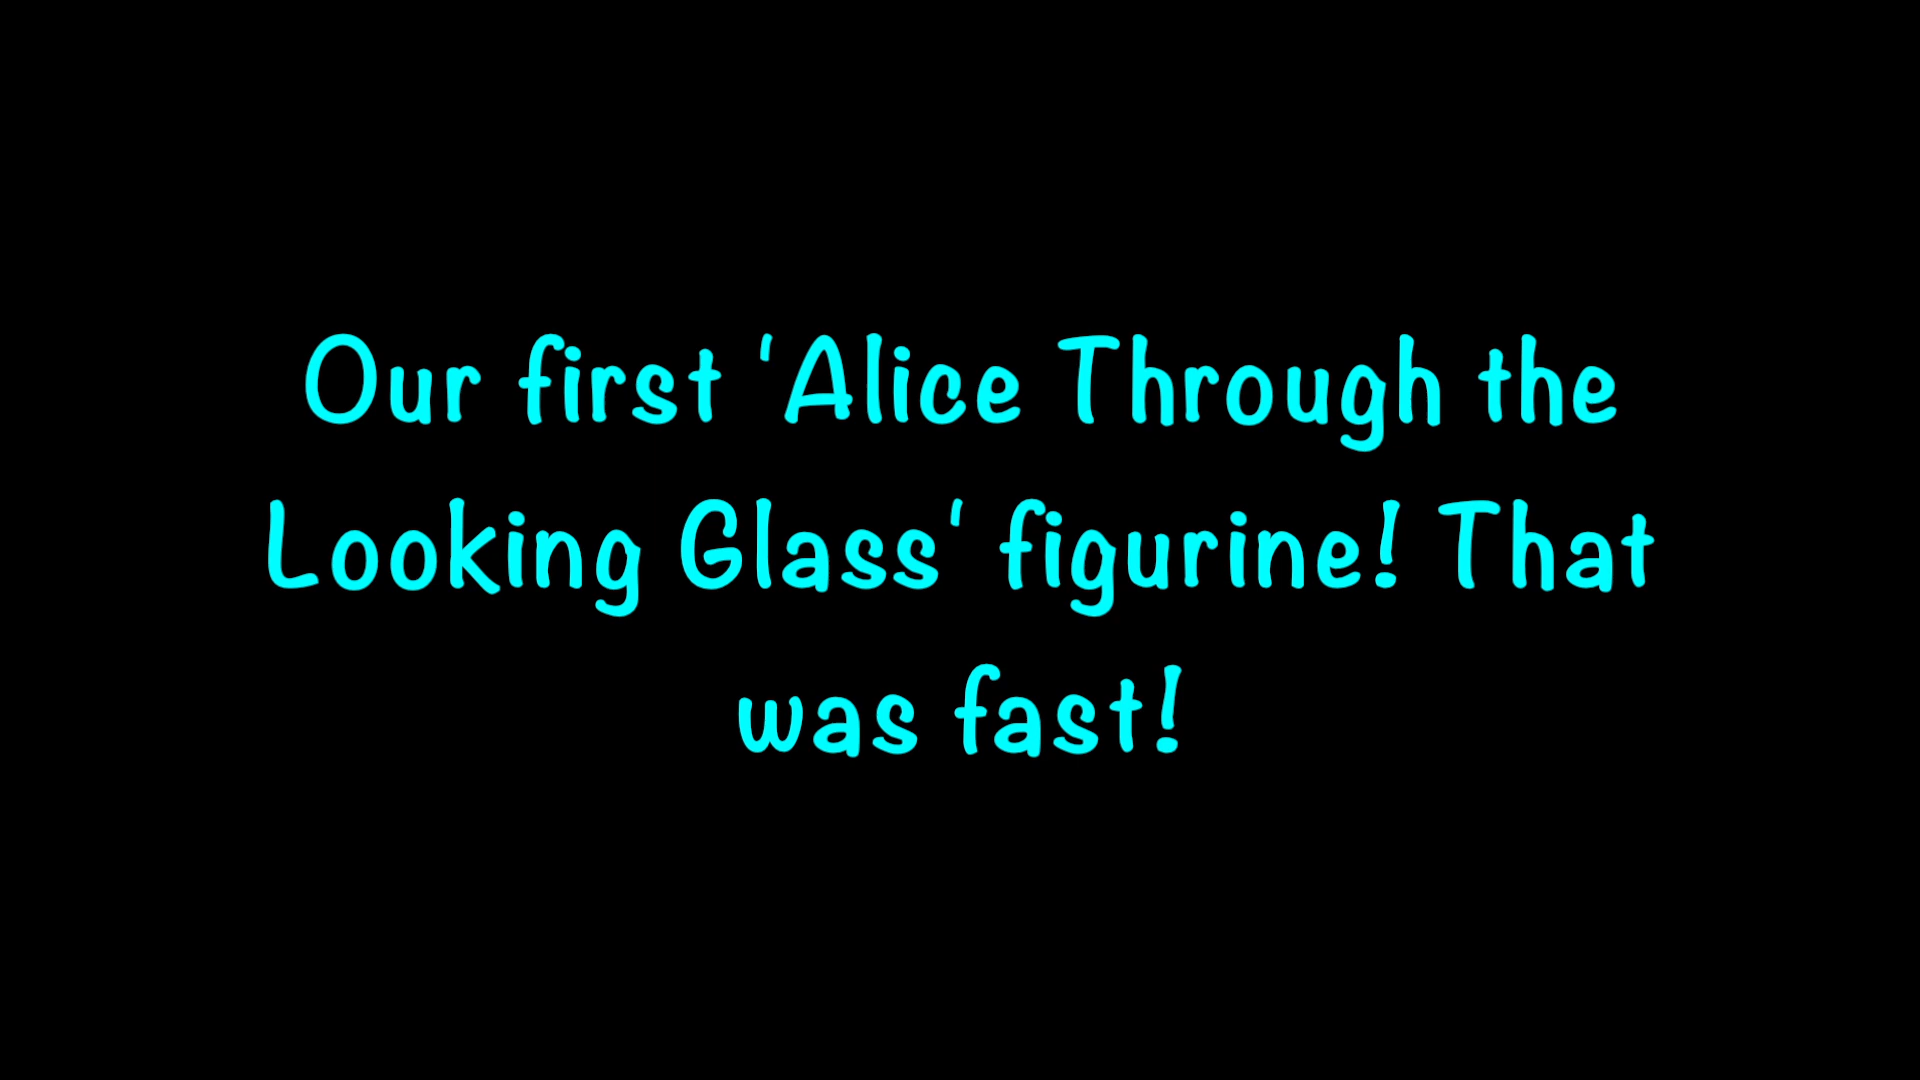 Our first 'Alice Through the
Looking Glass' figurine! That
was fast!